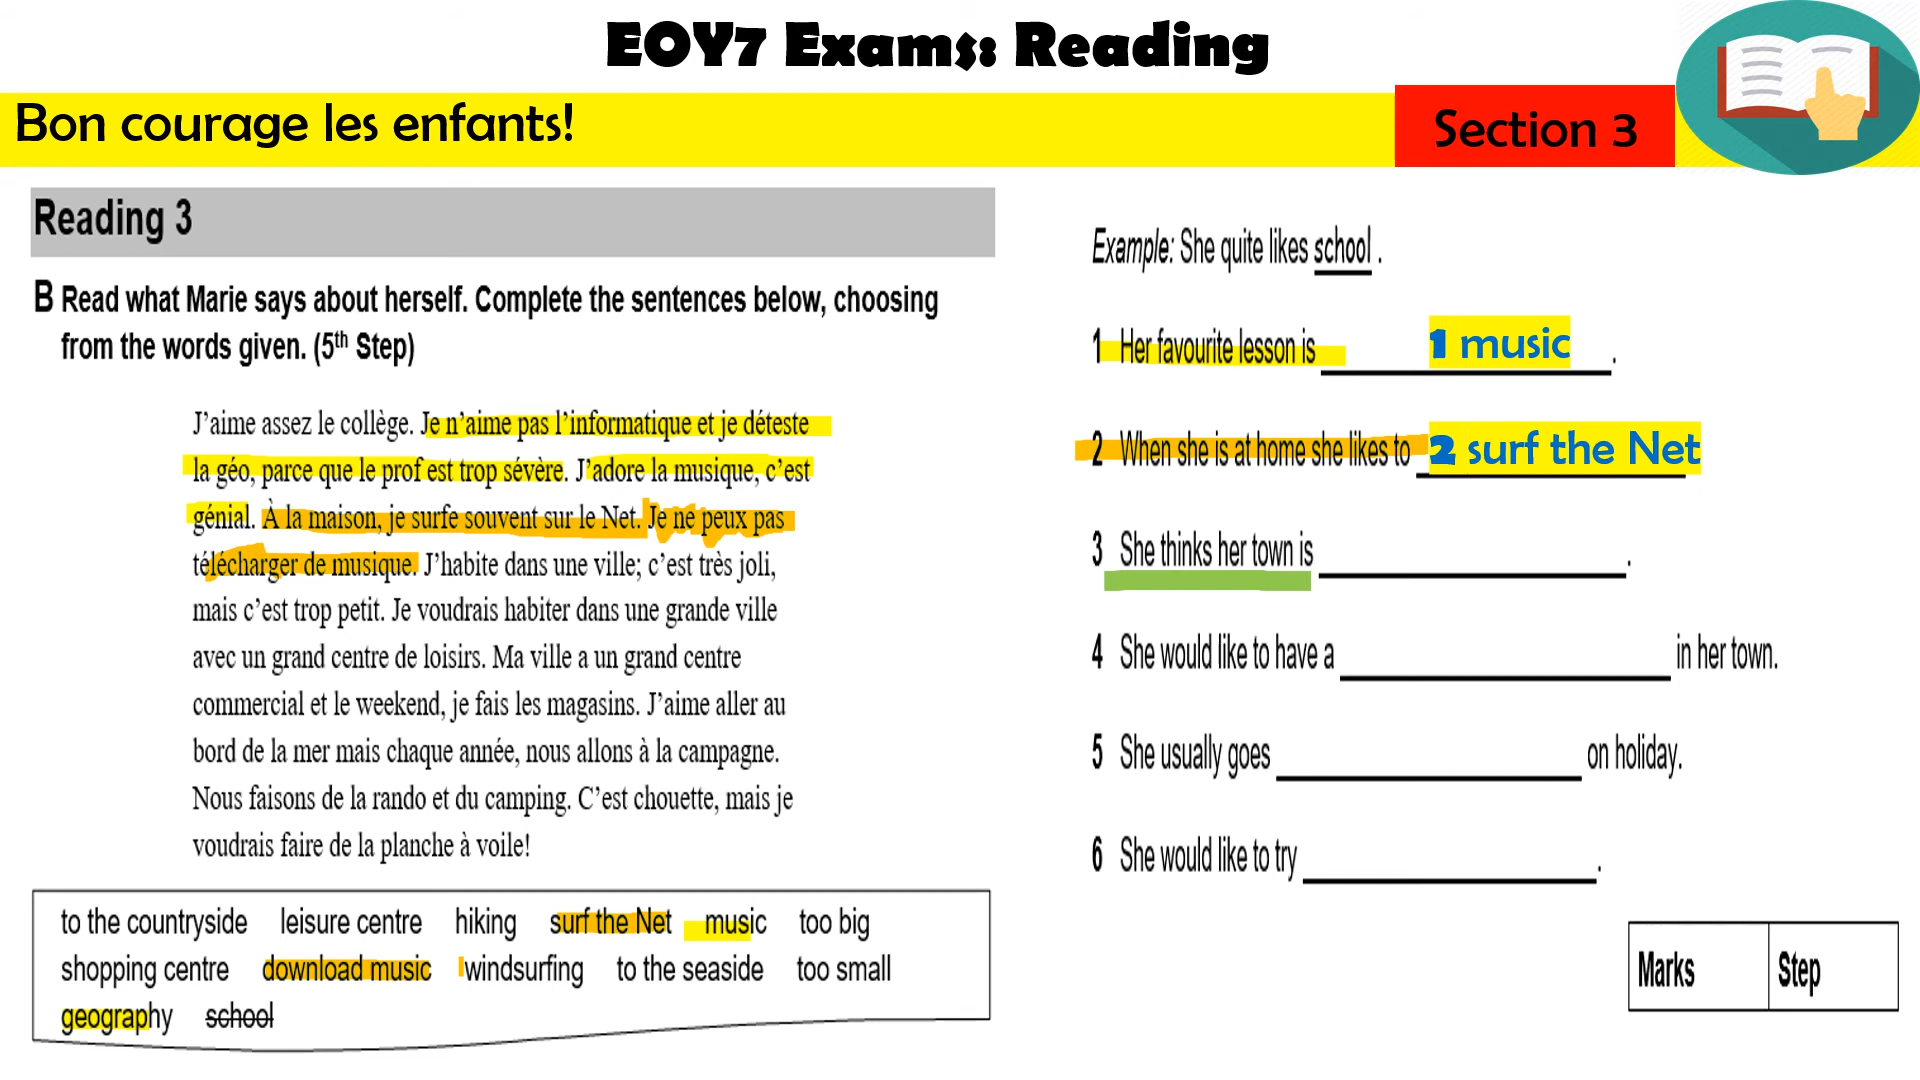 EOY7 Exams: Reading
Bon courage les enfants!
Section 3
Reading 3
B Read what Marie says about herself. Complete the sentences below, choosing
from the words given. (5th Step)
J’aime assez le collège. Je n’aime pas l’informatique et je déteste
la géo, parce que le prof est trop sévère. J’adore la musique, c’est
génial. À la maison, je surfe souvent sur le Net. Je ne peux pas
télécharger de musique. J’habite dans une ville; c’est très joli,
mais c’est trop petit. Je voudrais habiter dans une grande ville
avec un grand centre de loisirs. Ma ville a un grand centre
commercial et le weekend, je fais les magasins. J’aime aller au
bord de la mer mais chaque année, nous allons à la campagne.
Nous faisons de la rando et du camping. C’est chouette, mais je
voudrais faire de la planche à voile!
to the countryside leisure centre hiking surf the Net music too big
shopping centre download music windsurfing to the seaside too small
geography school
Example: She quite likes school .
1 Her favourite lesson is 1 music .
2 When she is at home she likes to 2 surf the Net
3 She thinks her town is .
4 She would like to have a in her town.
5 She usually goes on holiday.
6 She would like to try .
Marks Step